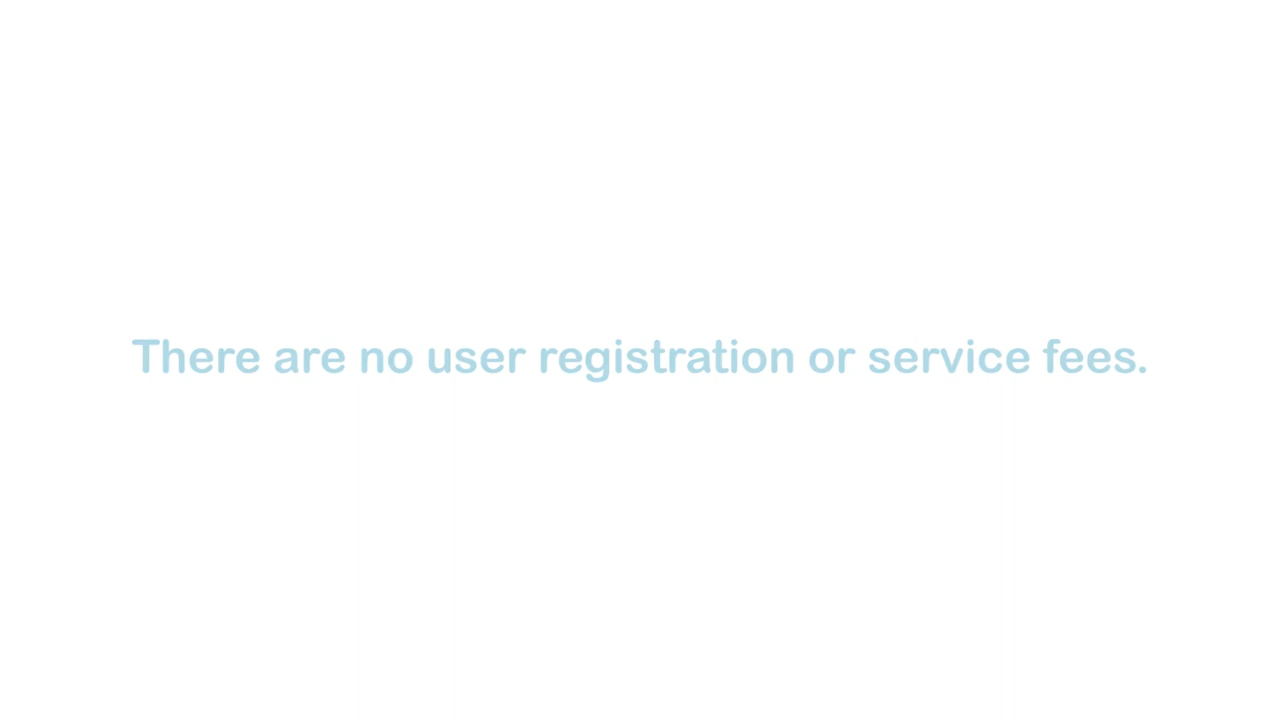 There are no user registration or service fees.